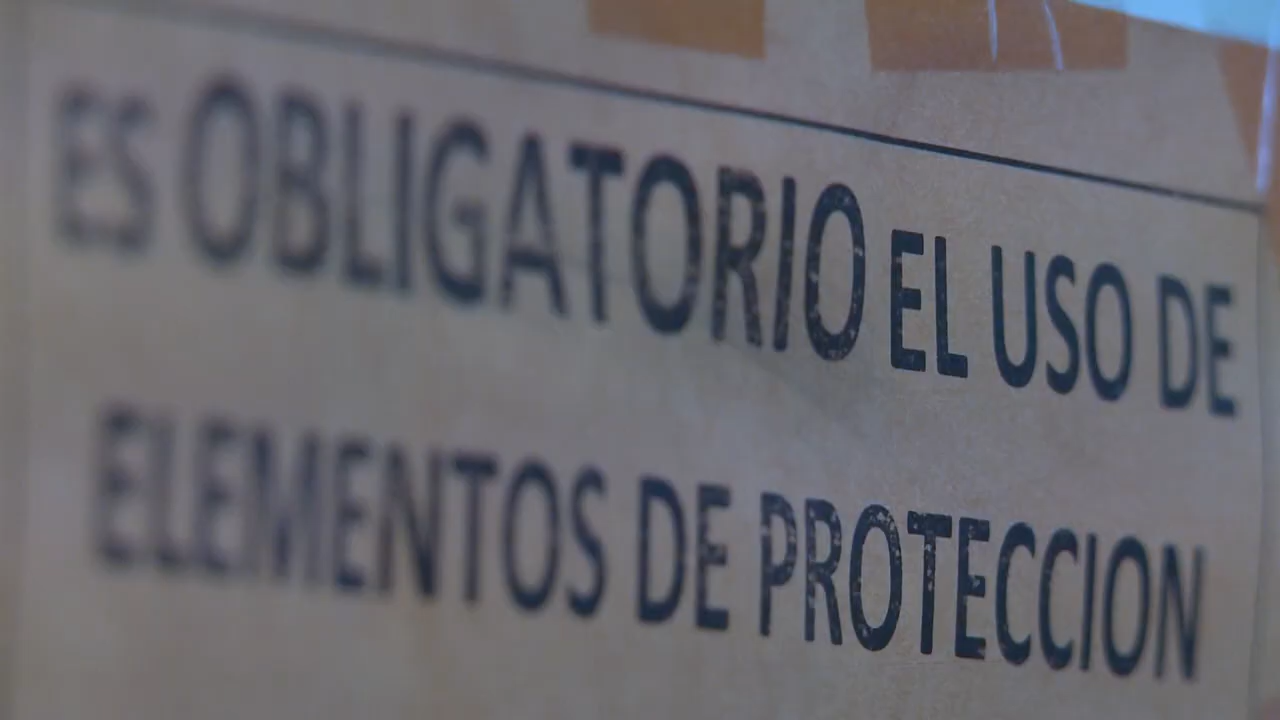 ES OBLIGATORIO EL USO DE
ELEMENTOS DE PROTECCION